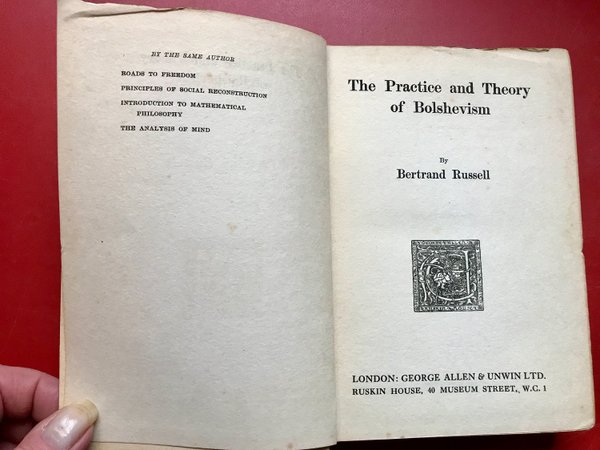 BY THE SAME AUTHOR
ROADS TO FREEDOM
PRINCIPLES OF SOCIAL RECONSTRUCTION
INTRODUCTION TO MATHEMATICAL
PHILOSOPHY
THE ANALYSIS OF MIND
The Practice and Theory
of Bolshevism
By
Bertrand Russell
LONDON: GEORGE ALLEN & UNWIN LTD.
RUSKIN HOUSE, 40 MUSEUM STREET, W.C. 1